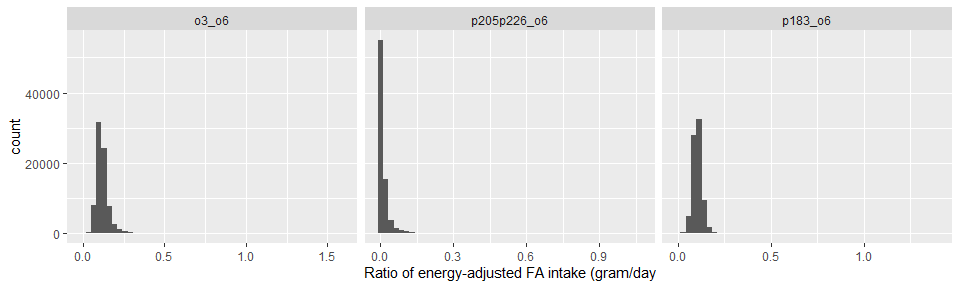 o3_o6 p205p226_o6 p183_o6
count
40000
20000
0
0.0 0.5 1.0 1.5 0.0 0.3 0.6 0.9 0.0 0.5 1.0
Ratio of energy-adjusted FA intake (gram/day